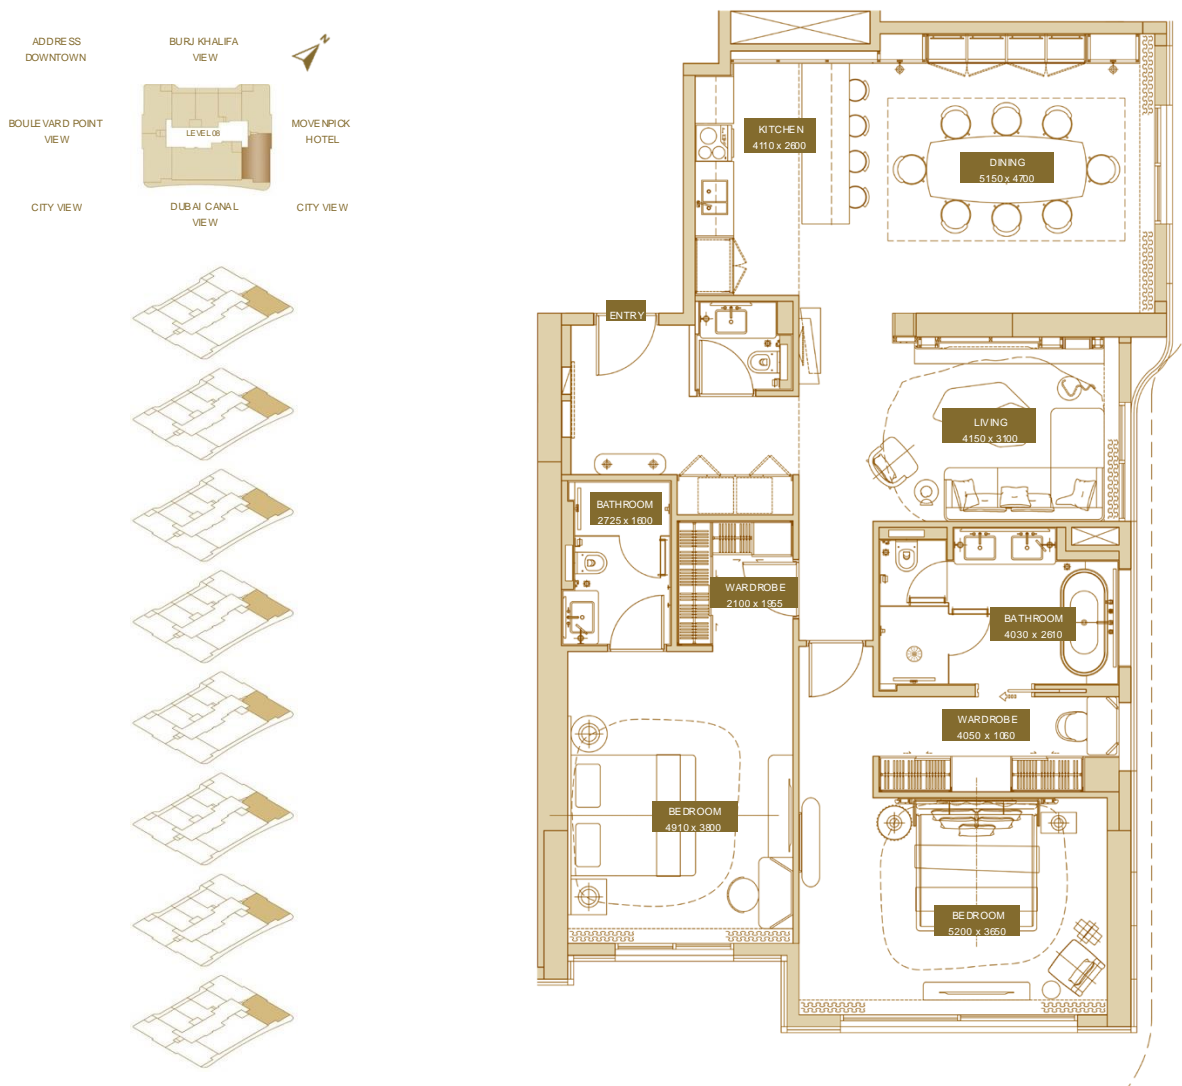 ADDRESS
DOWNTOWN
BURJ KHALIFA
VIEW
N
BOULEVARD POINT
VIEW
LEVEL 08
MOVENPICK
HOTEL
CITY VIEW
DUBAI CANAL
VIEW
CITY VIEW
KITCHEN
4110 x 2600
DINING
5150 x 4700
ENTRY
LIVING
4150 x 3100
BATHROOM
2725 x 1600
WARDROBE
2100 x 1955
BATHROOM
4030 x 2610
WARDROBE
4050 x 1060
BEDROOM
4910 x 3800
BEDROOM
5200 x 3650